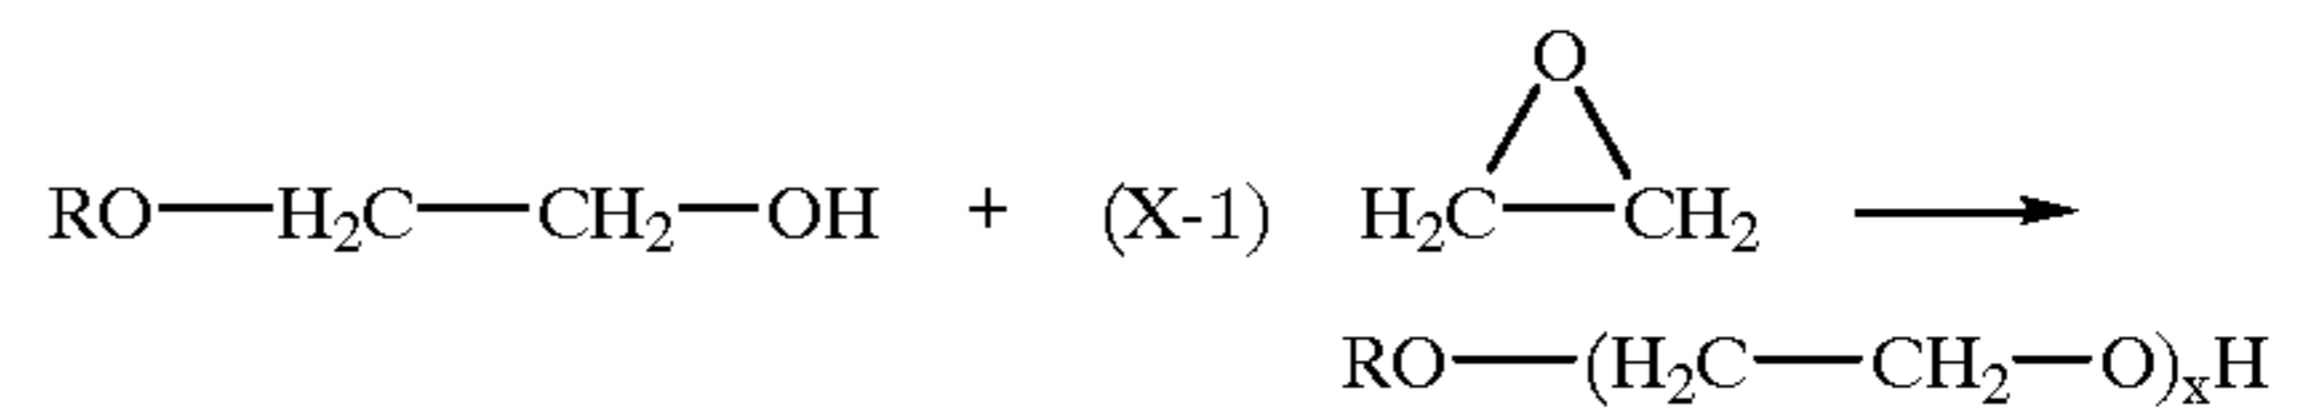 O
RO—H₂C—CH₂—OH + (X-1) H₂C—CH₂ →
RO—(H₂C—CH₂—O)ₓH